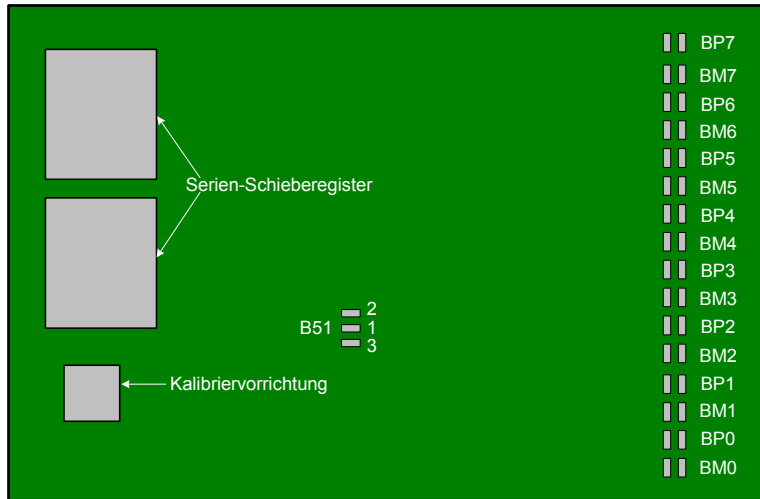 BP7
BM7
BP6
BM6
BP5
Serien-Schieberegister
BM5
BP4
BM4
BP3
BM3
2
B51 1
BP2
3
BM2
Kalibriervorrichtung
BP1
BM1
BP0
BM0